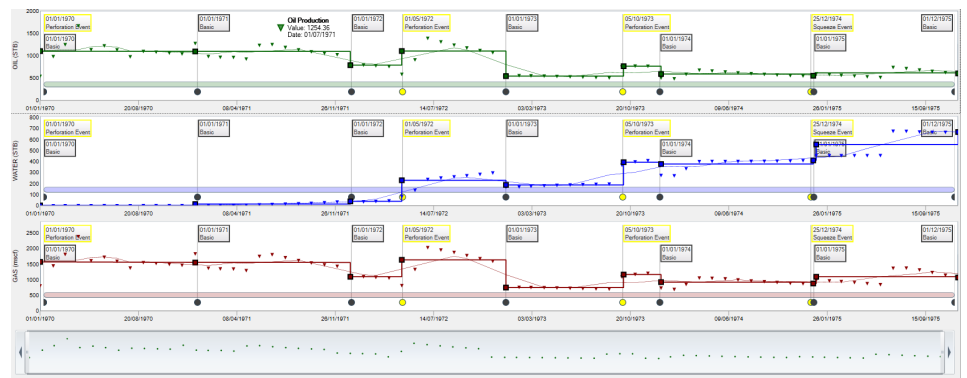 2000
1500
1000
500
0
OIL (STB)
01/01/1970
Perforation Event
01/01/1970
Basic
01/01/1971
Basic
Oil Production
Value: 1254.36
Date: 01/07/1971
01/01/1972
Basic
01/05/1972
Perforation Event
01/01/1973
Basic
05/10/1973
Perforation Event
01/01/1974
Basic
25/12/1974
Squeeze Event
01/01/1975
Basic
01/12/1975
Basic
01/01/1970
20/08/1970
08/04/1971
26/11/1971
14/07/1972
03/03/1973
20/10/1973
09/06/1974
26/01/1975
15/09/1975
800
700
600
500
400
300
200
100
0
WATER (STB)
01/01/1970
Perforation Event
01/01/1970
Basic
01/01/1971
Basic
01/01/1972
Basic
01/05/1972
Perforation Event
01/01/1973
Basic
05/10/1973
Perforation Event
01/01/1974
Basic
25/12/1974
Squeeze Event
01/01/1975
Basic
01/12/1975
Basic
01/01/1970
20/08/1970
08/04/1971
26/11/1971
14/07/1972
03/03/1973
20/10/1973
09/06/1974
26/01/1975
15/09/1975
2500
2000
1500
1000
500
0
GAS (mscf)
01/01/1970
Perforation Event
01/01/1970
Basic
01/01/1971
Basic
01/01/1972
Basic
01/05/1972
Perforation Event
01/01/1973
Basic
05/10/1973
Perforation Event
01/01/1974
Basic
25/12/1974
Squeeze Event
01/01/1975
Basic
01/12/1975
Basic
01/01/1970
20/08/1970
08/04/1971
26/11/1971
14/07/1972
03/03/1973
20/10/1973
09/06/1974
26/01/1975
15/09/1975